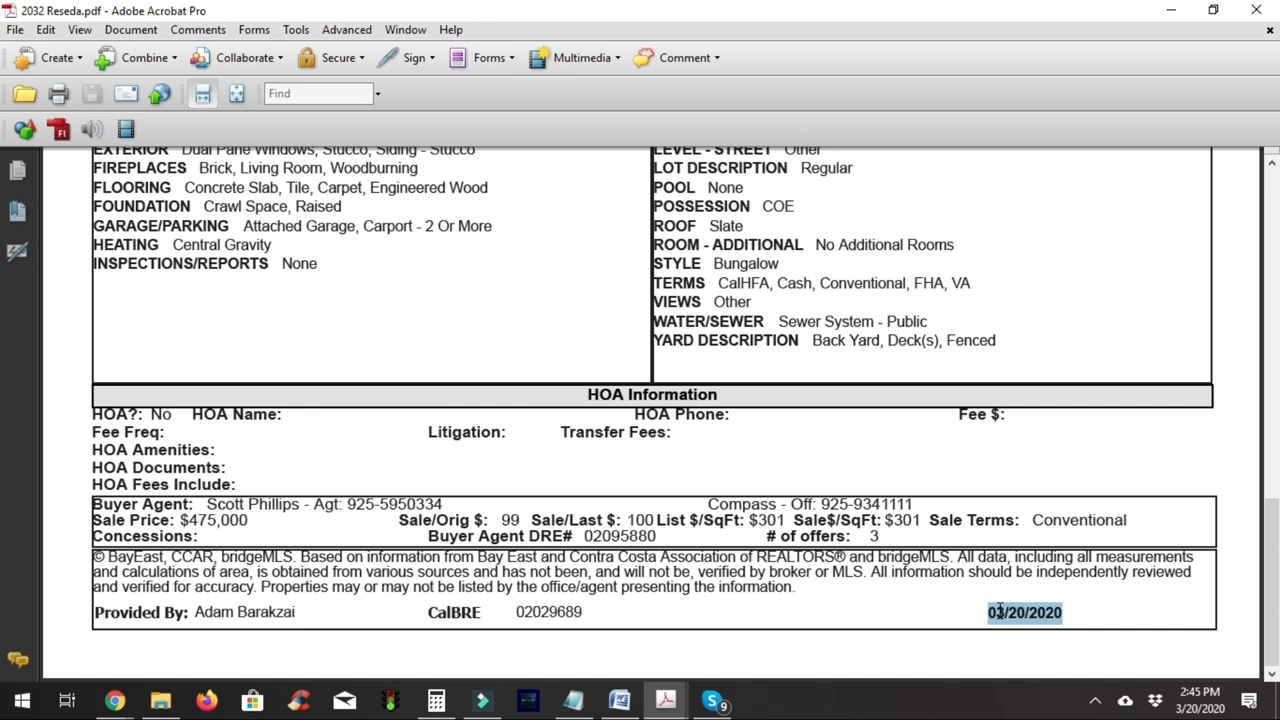 2032 Reseda.pdf - Adobe Acrobat Pro
File Edit View Document Comments Forms Tools Advanced Window Help
Create Combine Collaborate Secure Sign Forms Multimedia Comment
Find
EXTERIOR Dual Pane Windows, Stucco, Siding - Stucco
FIREPLACES Brick, Living Room, Woodburning
FLOORING Concrete Slab, Tile, Carpet, Engineered Wood
FOUNDATION Crawl Space, Raised
GARAGE/PARKING Attached Garage, Carport - 2 Or More
HEATING Central Gravity
INSPECTIONS/REPORTS None
LEVEL - STREET Other
LOT DESCRIPTION Regular
POOL None
POSSESSION COE
ROOF Slate
ROOM - ADDITIONAL No Additional Rooms
STYLE Bungalow
TERMS CalHFA, Cash, Conventional, FHA, VA
VIEWS Other
WATER/SEWER Sewer System - Public
YARD DESCRIPTION Back Yard, Deck(s), Fenced
HOA Information
HOA?: No HOA Name: HOA Phone: Fee $:
Fee Freq: Litigation: Transfer Fees:
HOA Amenities:
HOA Documents:
HOA Fees Include:
Buyer Agent: Scott Phillips - Agt: 925-5950334 Compass - Off: 925-9341111
Sale Price: $475,000 Sale/Orig $: 99 Sale/Last $: 100 List $/SqFt: $301 Sale$/SqFt: $301 Sale Terms: Conventional
Concessions: Buyer Agent DRE# 02095880 # of offers: 3
© BayEast, CCAR, bridgeMLS. Based on information from Bay East and Contra Costa Association of REALTORS® and bridgeMLS. All data, including all measurements
and calculations of area, is obtained from various sources and has not been, and will not be, verified by broker or MLS. All information should be independently reviewed
and verified for accuracy. Properties may or may not be listed by the office/agent presenting the information.
Provided By: Adam Barakzai CalBRE 02029689 03/20/2020
9
2:45 PM
3/20/2020